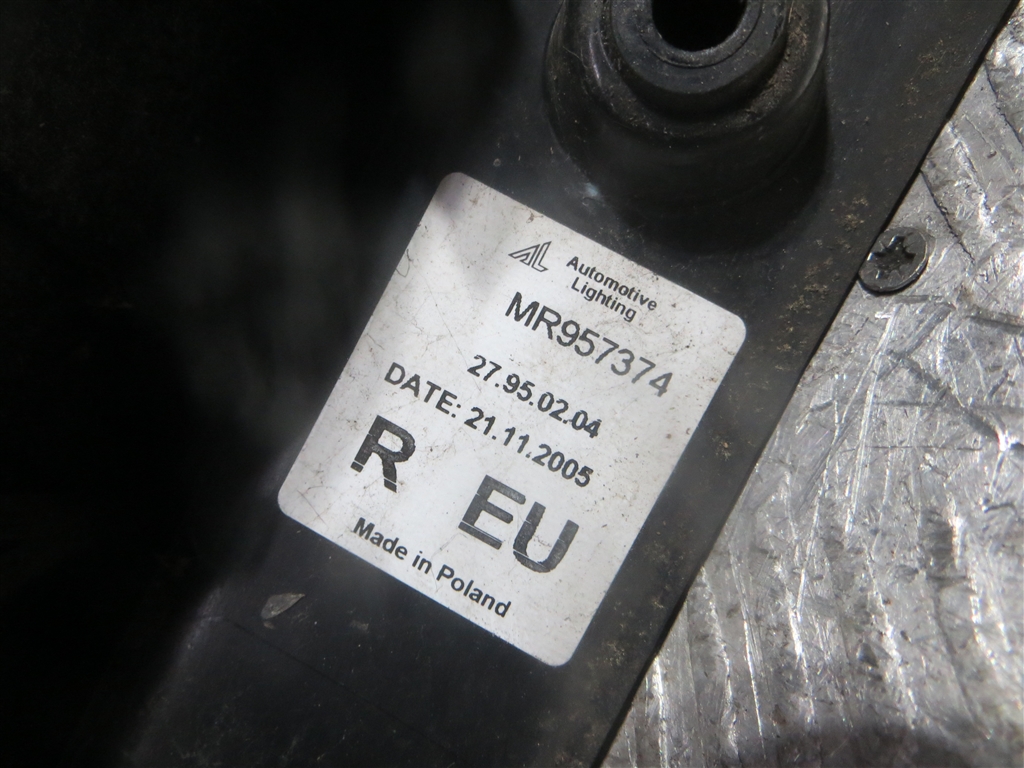 AL Automotive
Lighting
MR957374
27.95.02.04
DATE: 21.11.2005
R EU
Made in Poland